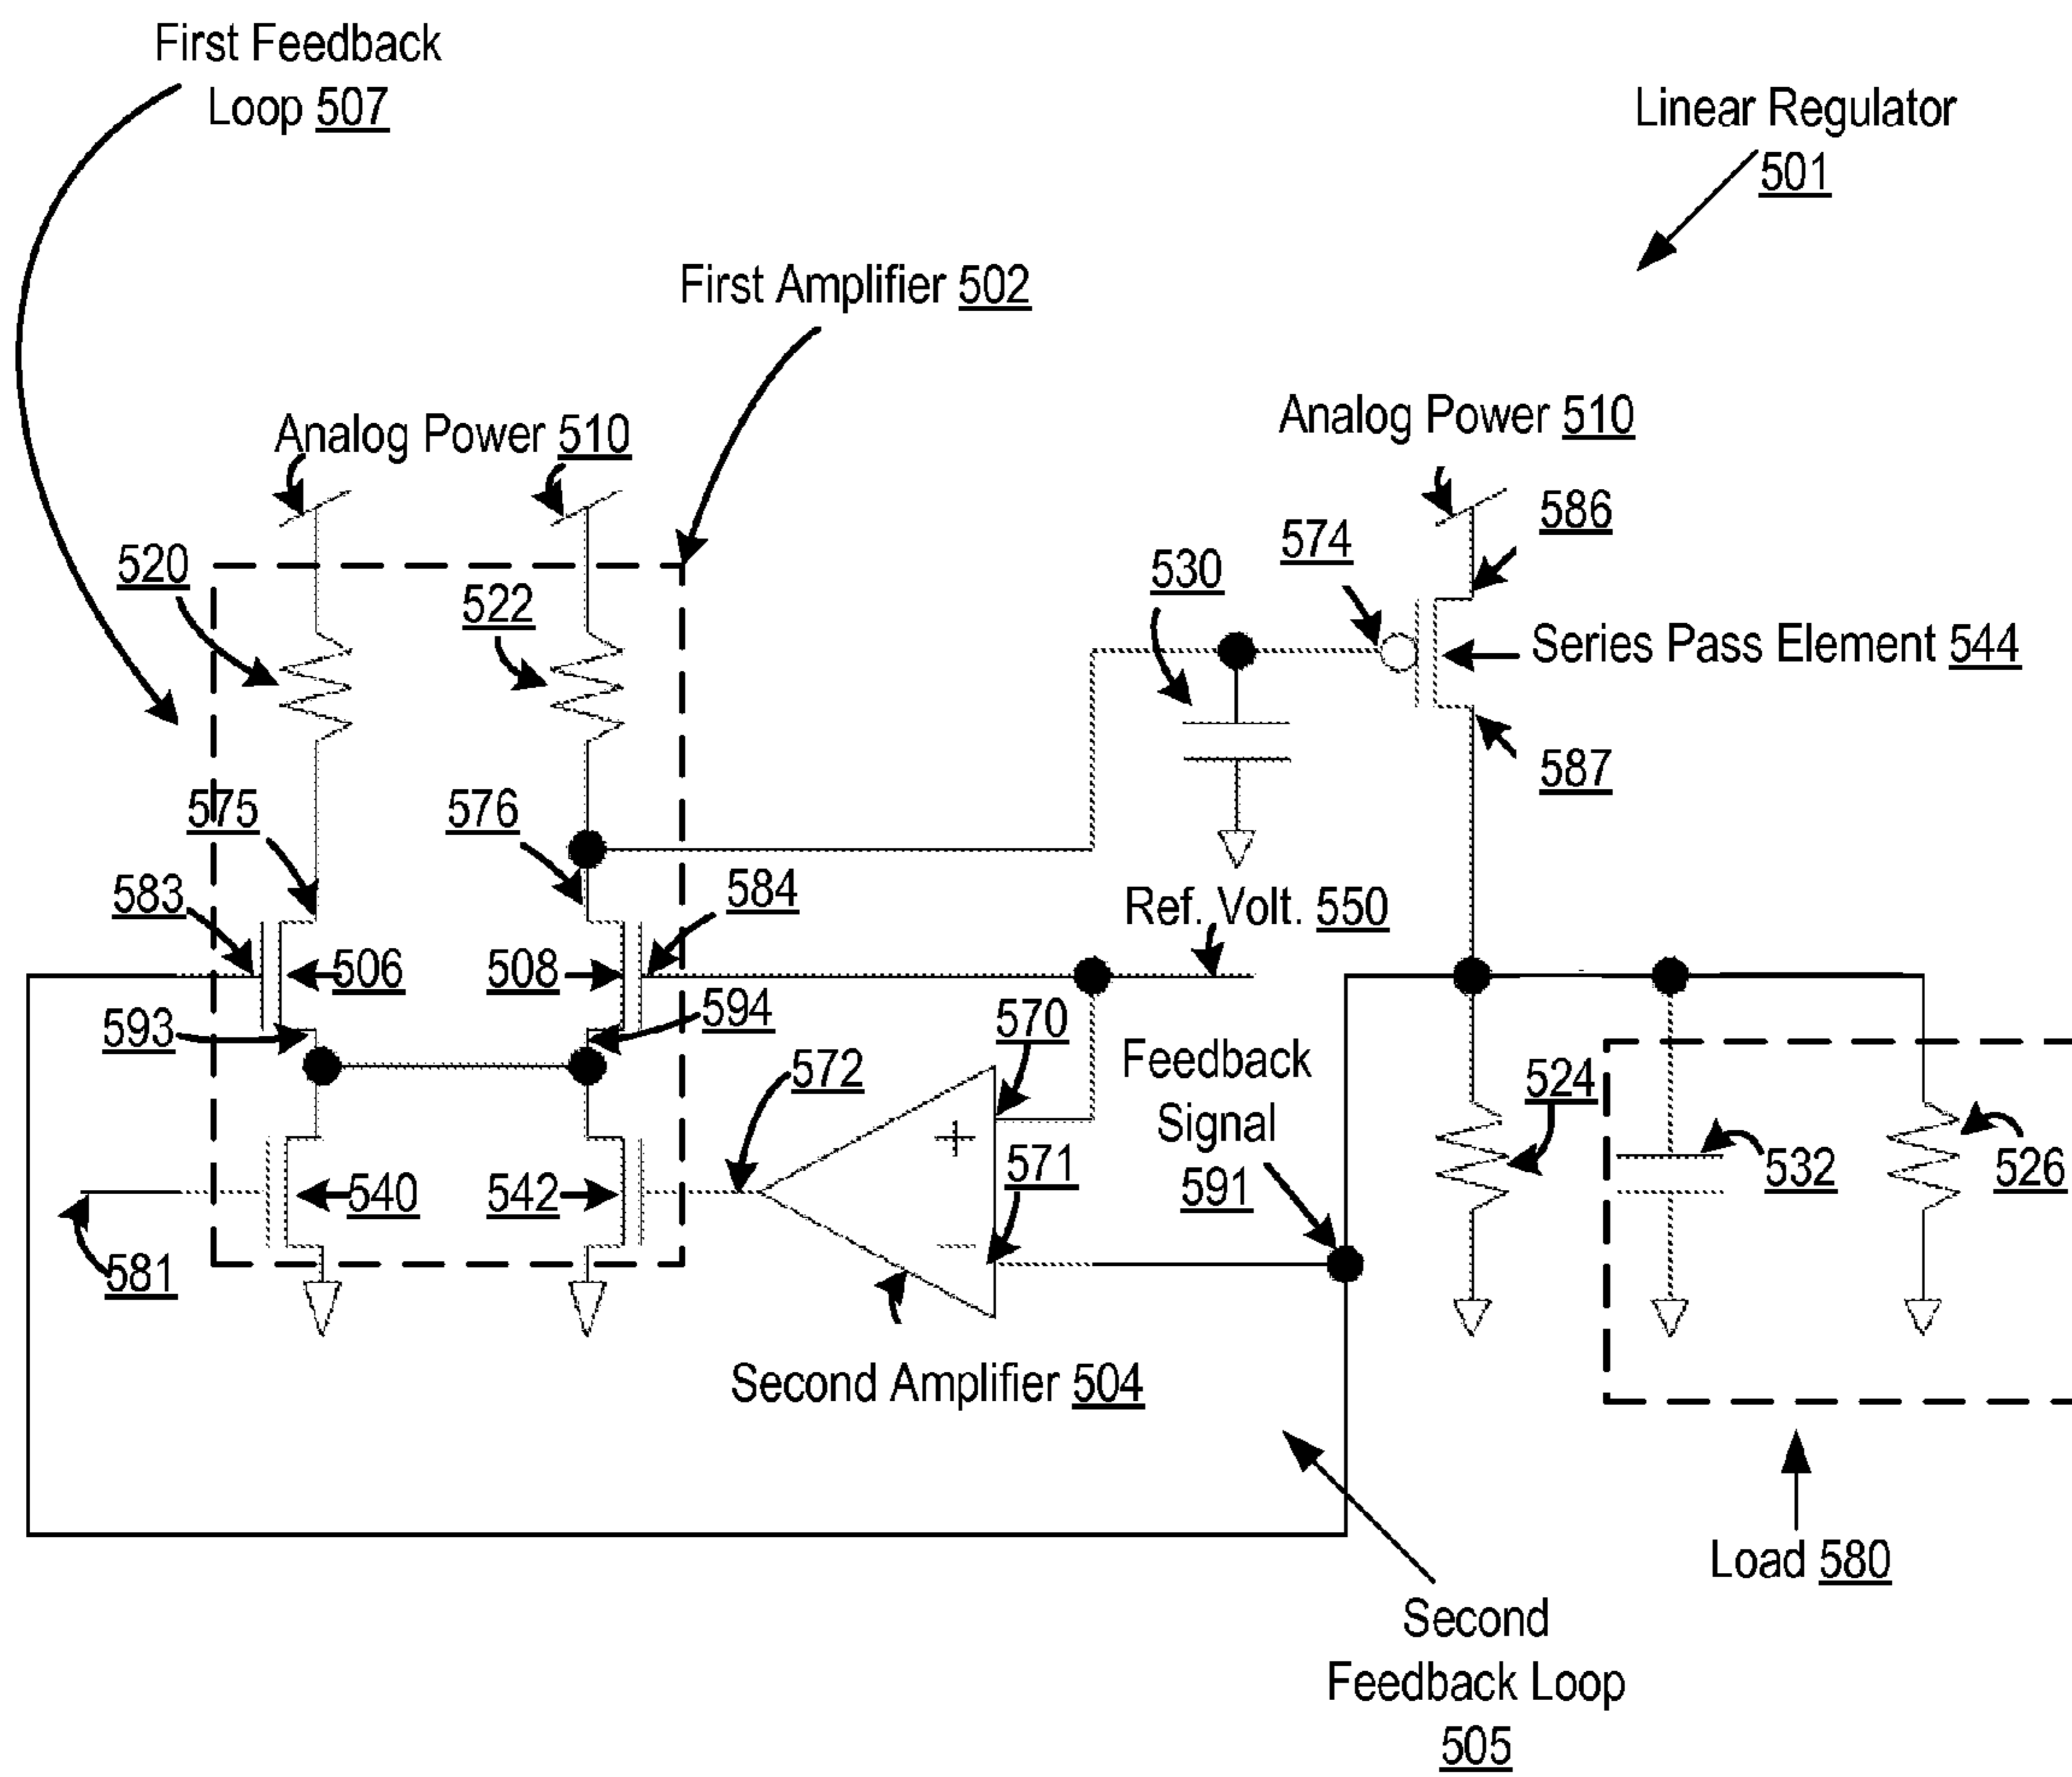 First Feedback
Loop 507
Linear Regulator
501
First Amplifier 502
Analog Power 510
Analog Power 510
586
574
530
520
522
Series Pass Element 544
587
575
576
583
584
Ref. Volt. 550
506
508
593
594
570
572
Feedback
Signal
591
524
+
571
532
526
540
542
581
Second Amplifier 504
Load 580
Second
Feedback Loop
505